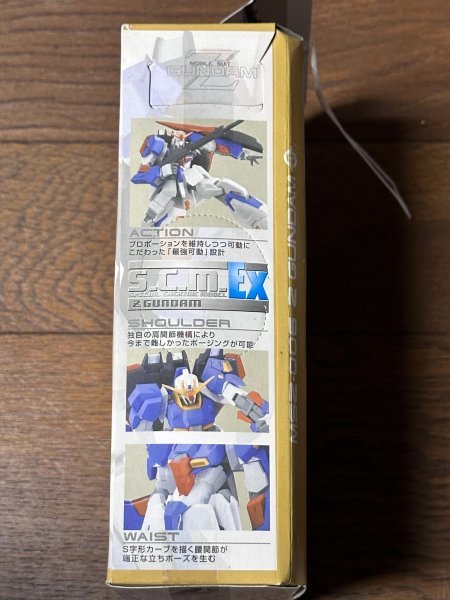 MOBILE SUIT
Z
GUNDAM
ACTION
プロポーションを維持しつつ可動に
こだわった「最強可動」設計
S.C.M.Ex
SPECIAL CREATIVE MODEL
Z GUNDAM
SHOULDER
独自の肩関節機構により
今まで難しかったポージングが可能
WAIST
S字形カーブを描く腰関節が
端正な立ちポーズを生む
MSZ-006 Z GUNDAM